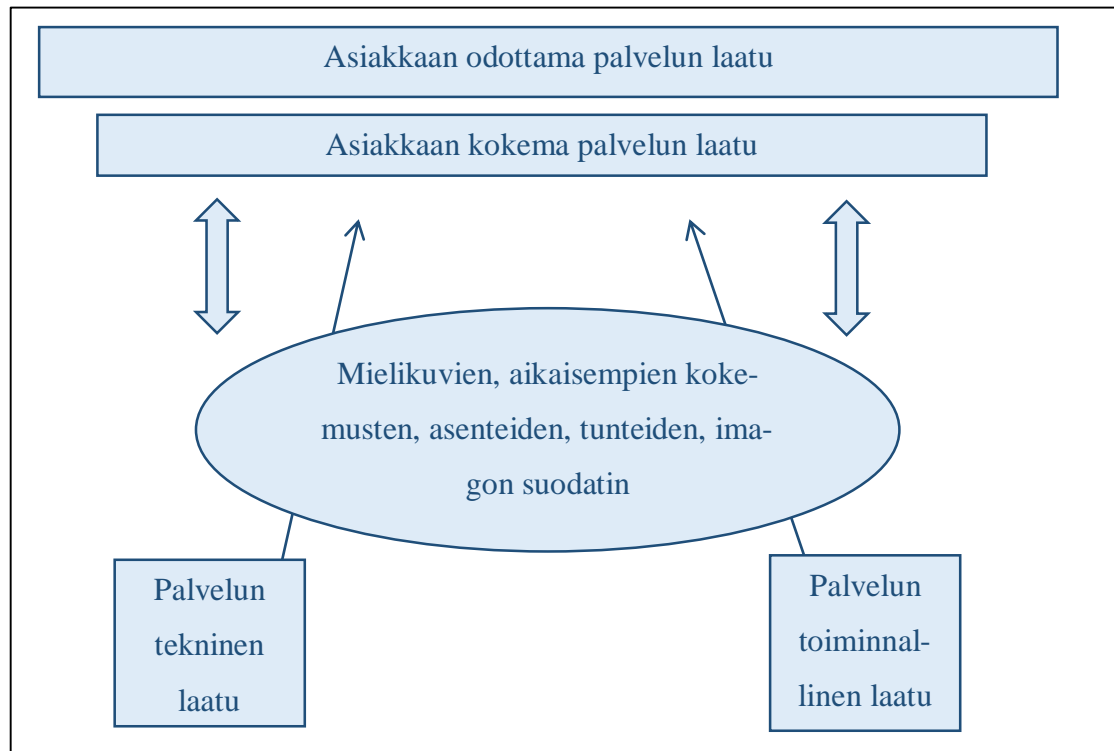 Asiakkaan odottama palvelun laatu
Asiakkaan kokema palvelun laatu
Mielikuvien, aikaisempien koke-
musten, asenteiden, tunteiden, ima-
gon suodatin
Palvelun
tekninen
laatu
Palvelun
toiminnal-
linen laatu